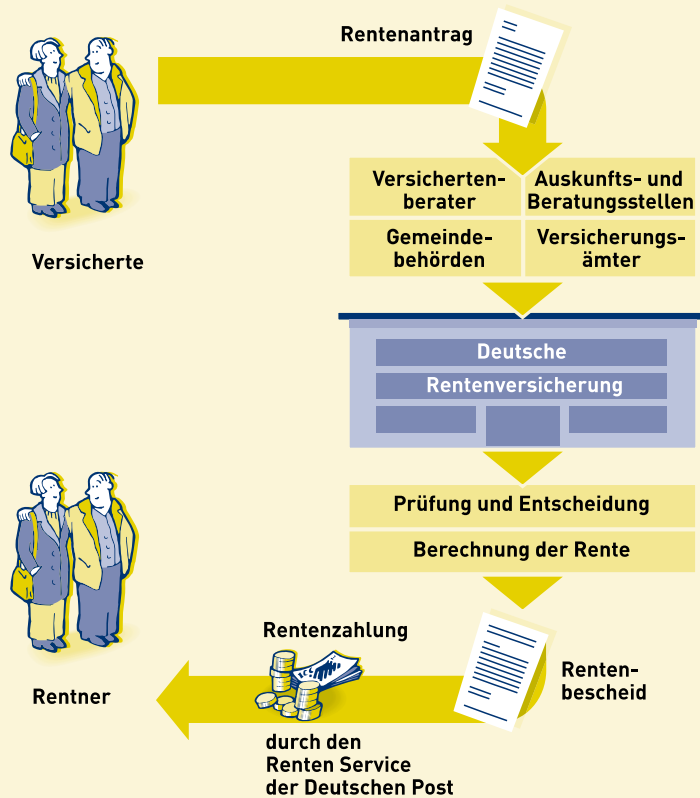 Rentenantrag
Versicherten-
berater
Auskunfts- und
Beratungsstellen
Gemeinde-
behörden
Versicherungs-
ämter
Versicherte
Deutsche
Rentenversicherung
Prüfung und Entscheidung
Berechnung der Rente
Renten-
bescheid
Rentenzahlung
durch den
Renten Service
der Deutschen Post
Rentner